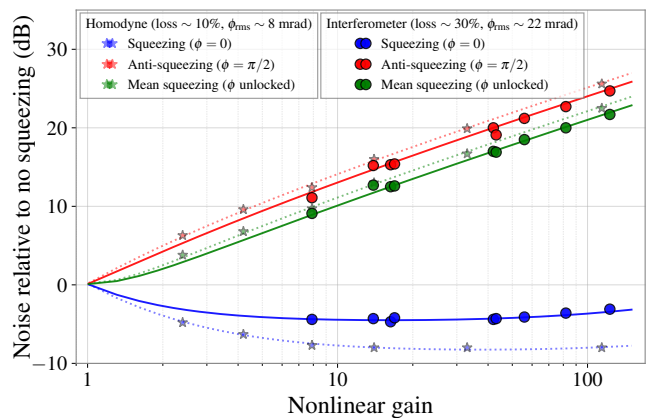 Homodyne (loss ∼ 10%, ϕrms ∼ 8 mrad)
Squeezing (ϕ = 0)
Anti-squeezing (ϕ = π/2)
Mean squeezing (ϕ unlocked)
Interferometer (loss ∼ 30%, ϕrms ∼ 22 mrad)
Squeezing (ϕ = 0)
Anti-squeezing (ϕ = π/2)
Mean squeezing (ϕ unlocked)
Noise relative to no squeezing (dB)
30
20
10
0
−10
1
10
100
Nonlinear gain